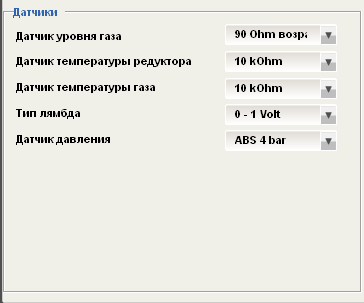 Датчики
Датчик уровня газа 90 Ohm возра
Датчик температуры редуктора 10 kOhm
Датчик температуры газа 10 kOhm
Тип лямбда 0 - 1 Volt
Датчик давления ABS 4 bar